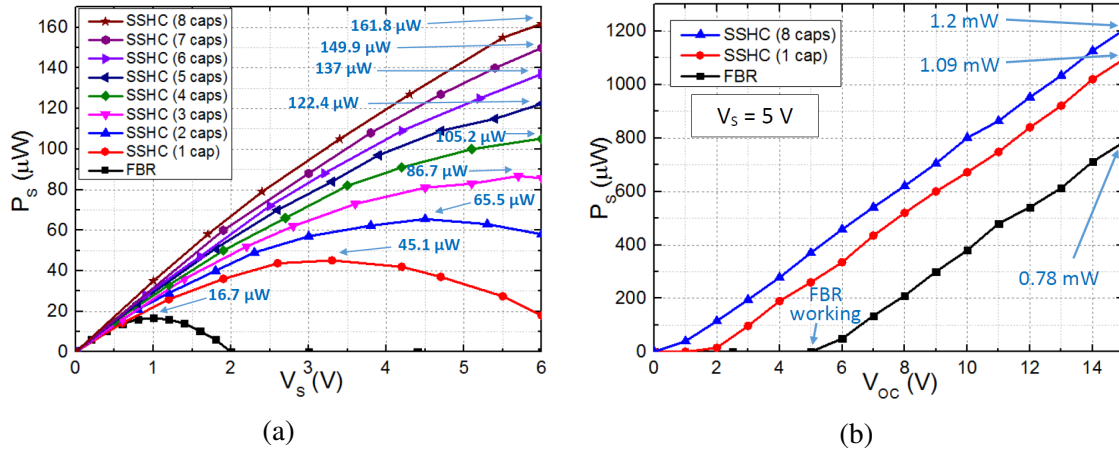 160
140
120
100
80
60
40
20
0
P_S (μW)
SSHC (8 caps)
SSHC (7 caps)
SSHC (6 caps)
SSHC (5 caps)
SSHC (4 caps)
SSHC (3 caps)
SSHC (2 caps)
SSHC (1 cap)
FBR
161.8 μW
149.9 μW
137 μW
122.4 μW
105.2 μW
86.7 μW
65.5 μW
45.1 μW
16.7 μW
0 1 2 3 4 5 6
V_S (V)
(a)
1200
1000
800
600
400
200
0
P_S (μW)
SSHC (8 caps)
SSHC (1 cap)
FBR
V_S = 5 V
1.2 mW
1.09 mW
0.78 mW
FBR
working
0 2 4 6 8 10 12 14
V_OC (V)
(b)